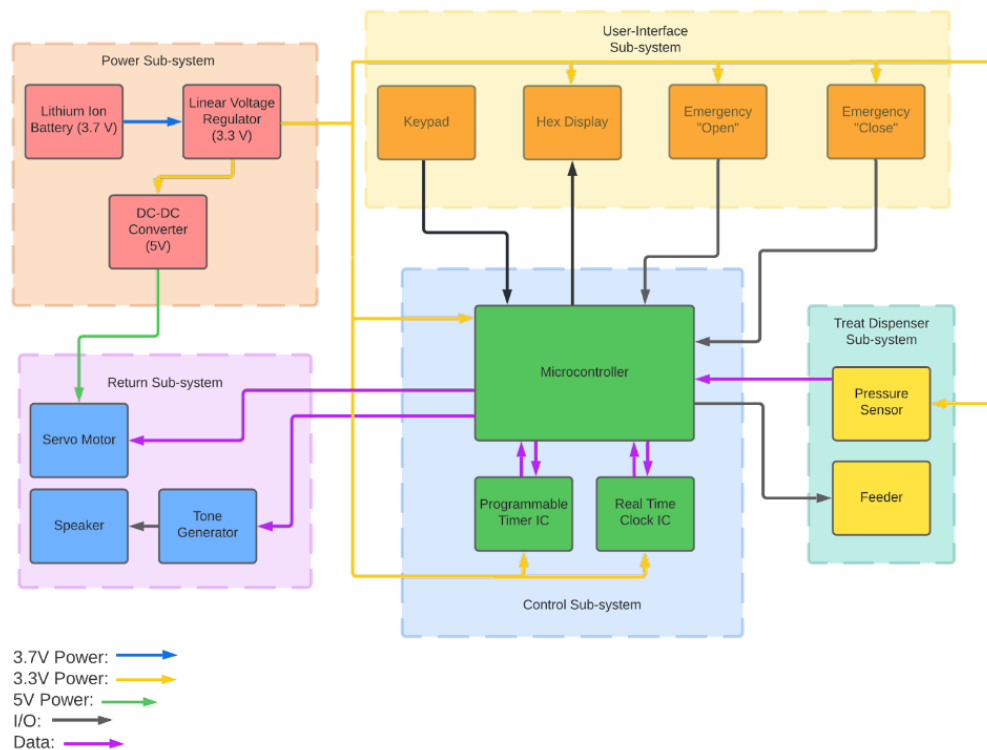 User-Interface
Sub-system
Power Sub-system
Lithium Ion
Battery (3.7 V)
Linear Voltage
Regulator
(3.3 V)
Keypad
Hex Display
Emergency
"Open"
Emergency
"Close"
DC-DC
Converter
(5V)
Treat Dispenser
Sub-system
Microcontroller
Return Sub-system
Pressure
Sensor
Servo Motor
Programmable
Timer IC
Real Time
Clock IC
Feeder
Speaker
Tone
Generator
Control Sub-system
3.7V Power:
3.3V Power:
5V Power:
I/O:
Data: